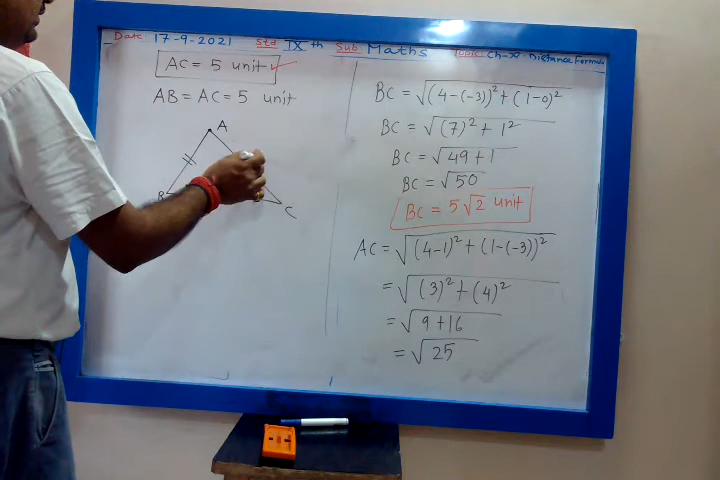 Date 17-9-2021 Std IXth Sub Maths Topic Ch-X Distance Formula
AC = 5 unit ✓
AB = AC = 5 unit
A
B
C
BC = √(4-(-3))² + (1-0)²
BC = √(7)² + 1²
BC = √49 + 1
BC = √50
BC = 5√2 unit
AC = √(4-1)² + (1-(-3))²
= √(3)² + (4)²
= √9 + 16
= √25